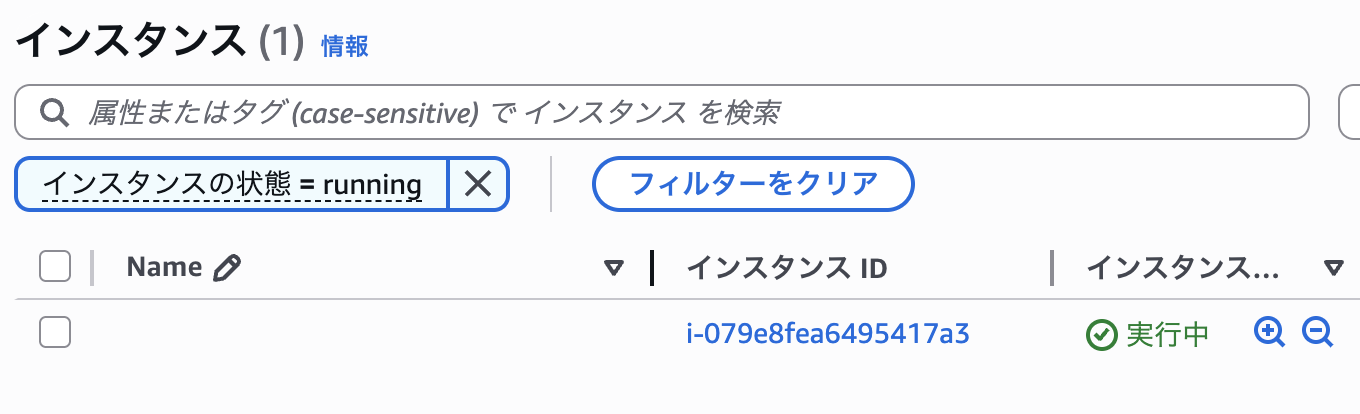 インスタンス (1) 情報
属性またはタグ (case-sensitive) で インスタンス を検索
インスタンスの状態 = running フィルターをクリア
Name インスタンス ID インスタンス...
i-079e8fea6495417a3 実行中